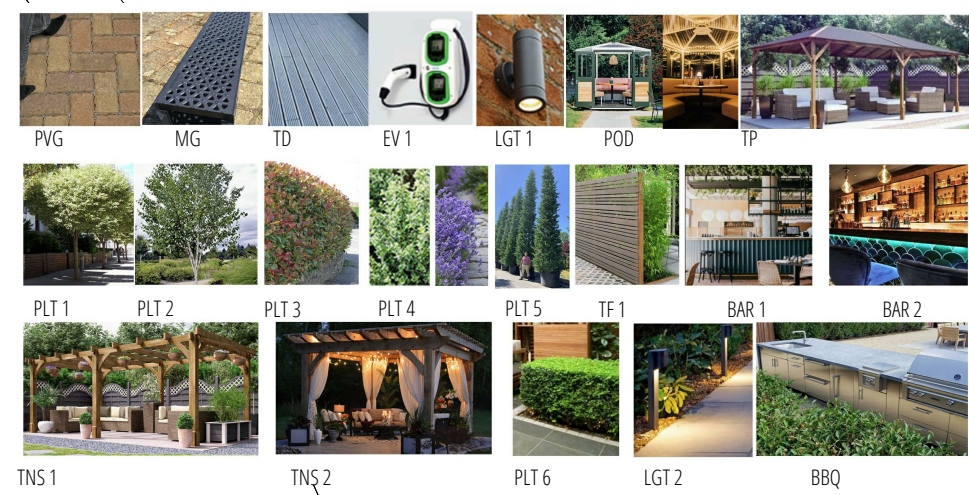 PVG MG TD EV 1 LGT 1 POD TP
PLT 1 PLT 2 PLT 3 PLT 4 PLT 5 TF 1 BAR 1 BAR 2
TNS 1 TNS 2 PLT 6 LGT 2 BBQ